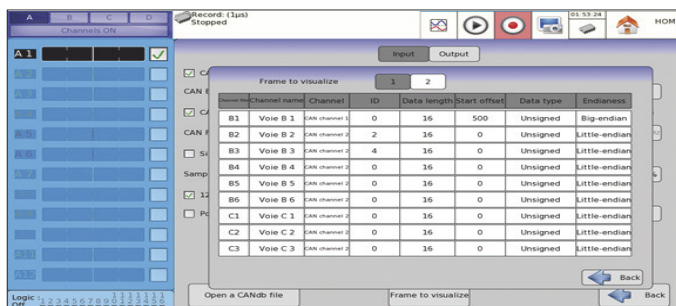 A B C D
Channels ON
Record: (1µs)
Stopped
01 53 24
HOME
A 1
A 5
A 6
Input Output
Frame to visualize 1 2
Channel name Channel ID Data length Start offset Data type Endianess
B1 Voie B 1 CAN channel 1 0 16 500 Unsigned Big-endian
B2 Voie B 2 CAN channel 2 2 16 0 Unsigned Little-endian
B3 Voie B 3 CAN channel 2 4 16 0 Unsigned Little-endian
B4 Voie B 4 CAN channel 2 0 16 0 Unsigned Little-endian
B5 Voie B 5 CAN channel 2 0 16 0 Unsigned Little-endian
B6 Voie B 6 CAN channel 2 0 16 0 Unsigned Little-endian
C1 Voie C 1 CAN channel 2 0 16 0 Unsigned Little-endian
C2 Voie C 2 CAN channel 2 0 16 0 Unsigned Little-endian
C3 Voie C 3 CAN channel 2 0 16 0 Unsigned Little-endian
Back
Logic :
Off
Open a CANdb file Frame to visualize Back